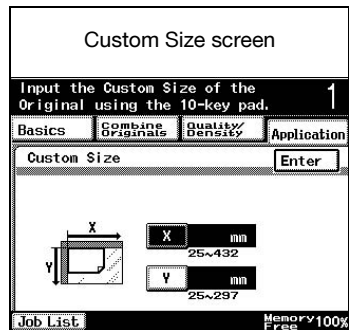 Custom Size screen
Input the Custom Size of the
Original using the 10-key pad.
1
Basics
Combine
Originals
Quality/
Density
Application
Custom Size
Enter
X
X mm
25~432
Y
Y mm
25~297
Job List
Memory 100%
Free